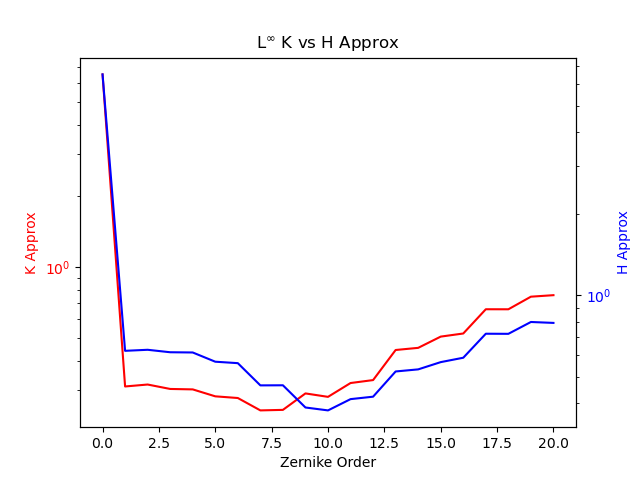 L∞ K vs H Approx
K Approx
10⁰
10⁰
H Approx
0.0 2.5 5.0 7.5 10.0 12.5 15.0 17.5 20.0
Zernike Order